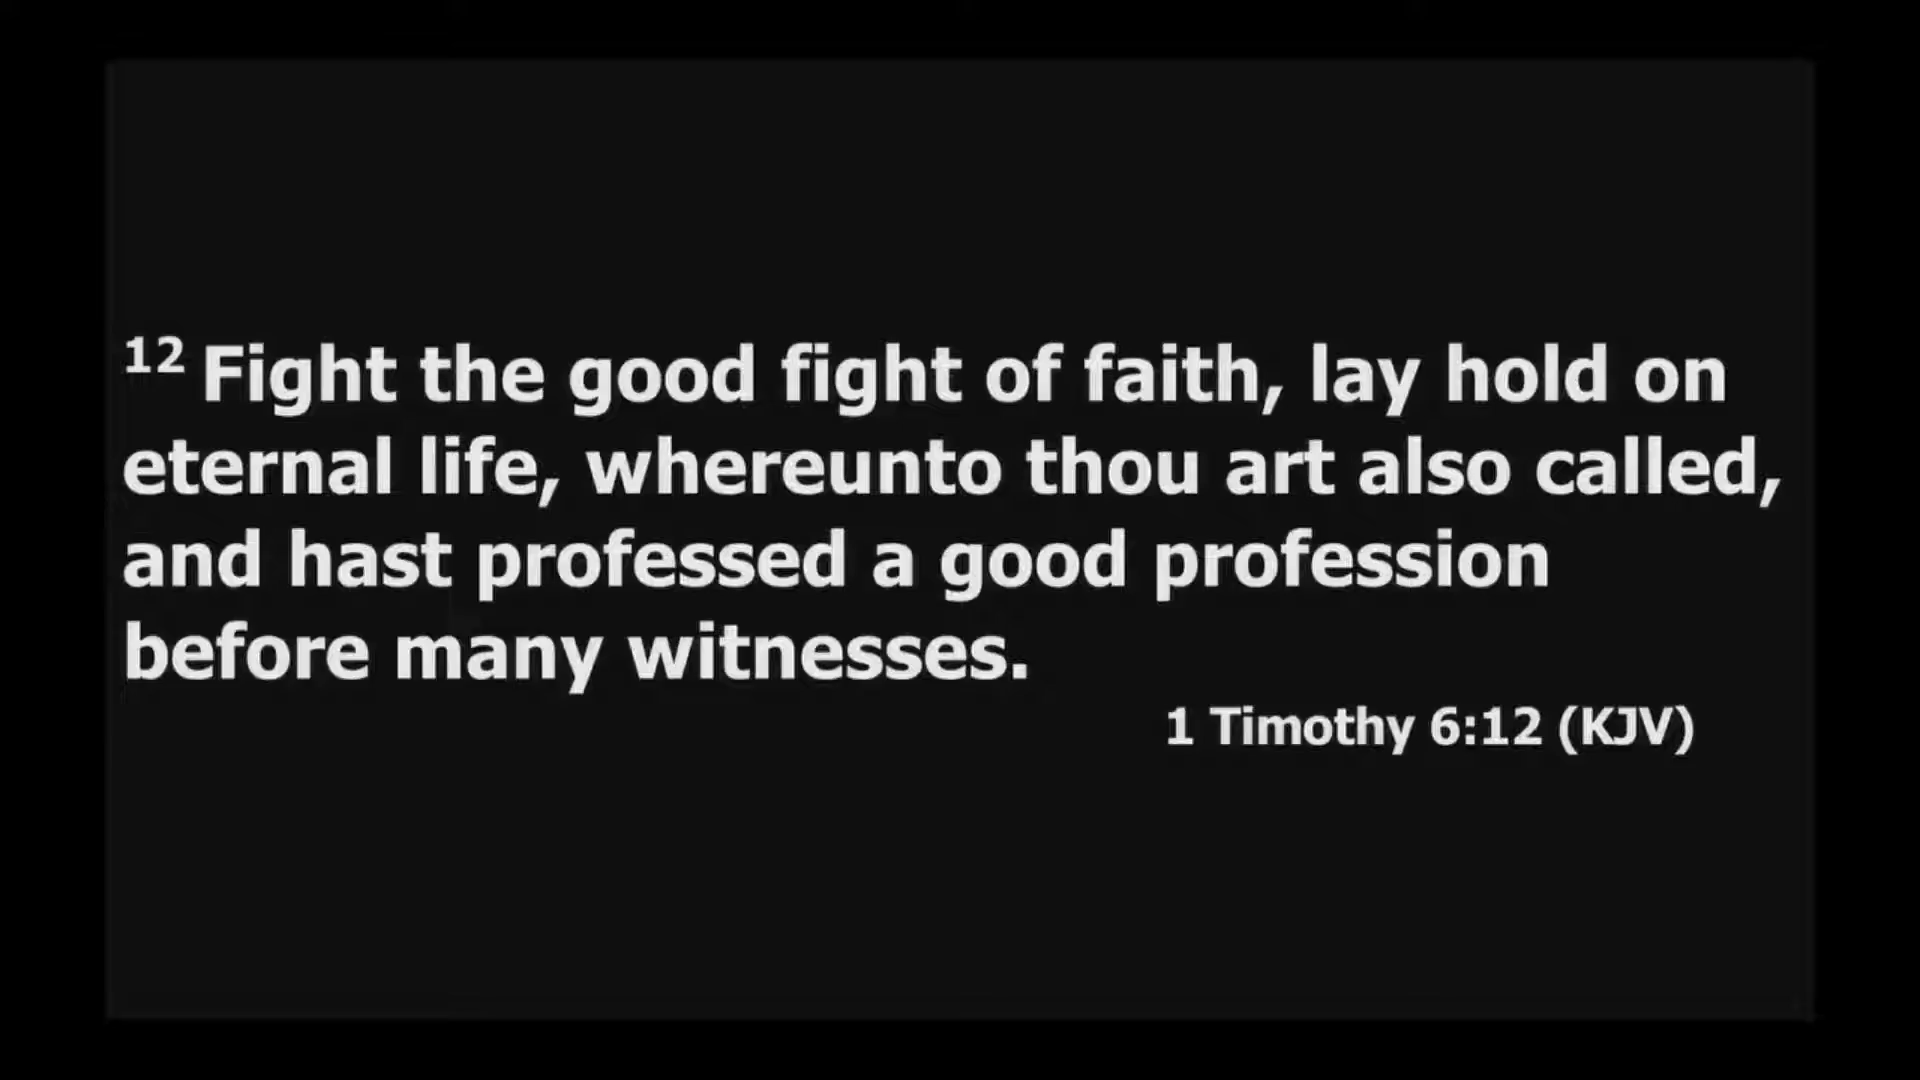 12 Fight the good fight of faith, lay hold on
eternal life, whereunto thou art also called,
and hast professed a good profession
before many witnesses.
1 Timothy 6:12 (KJV)